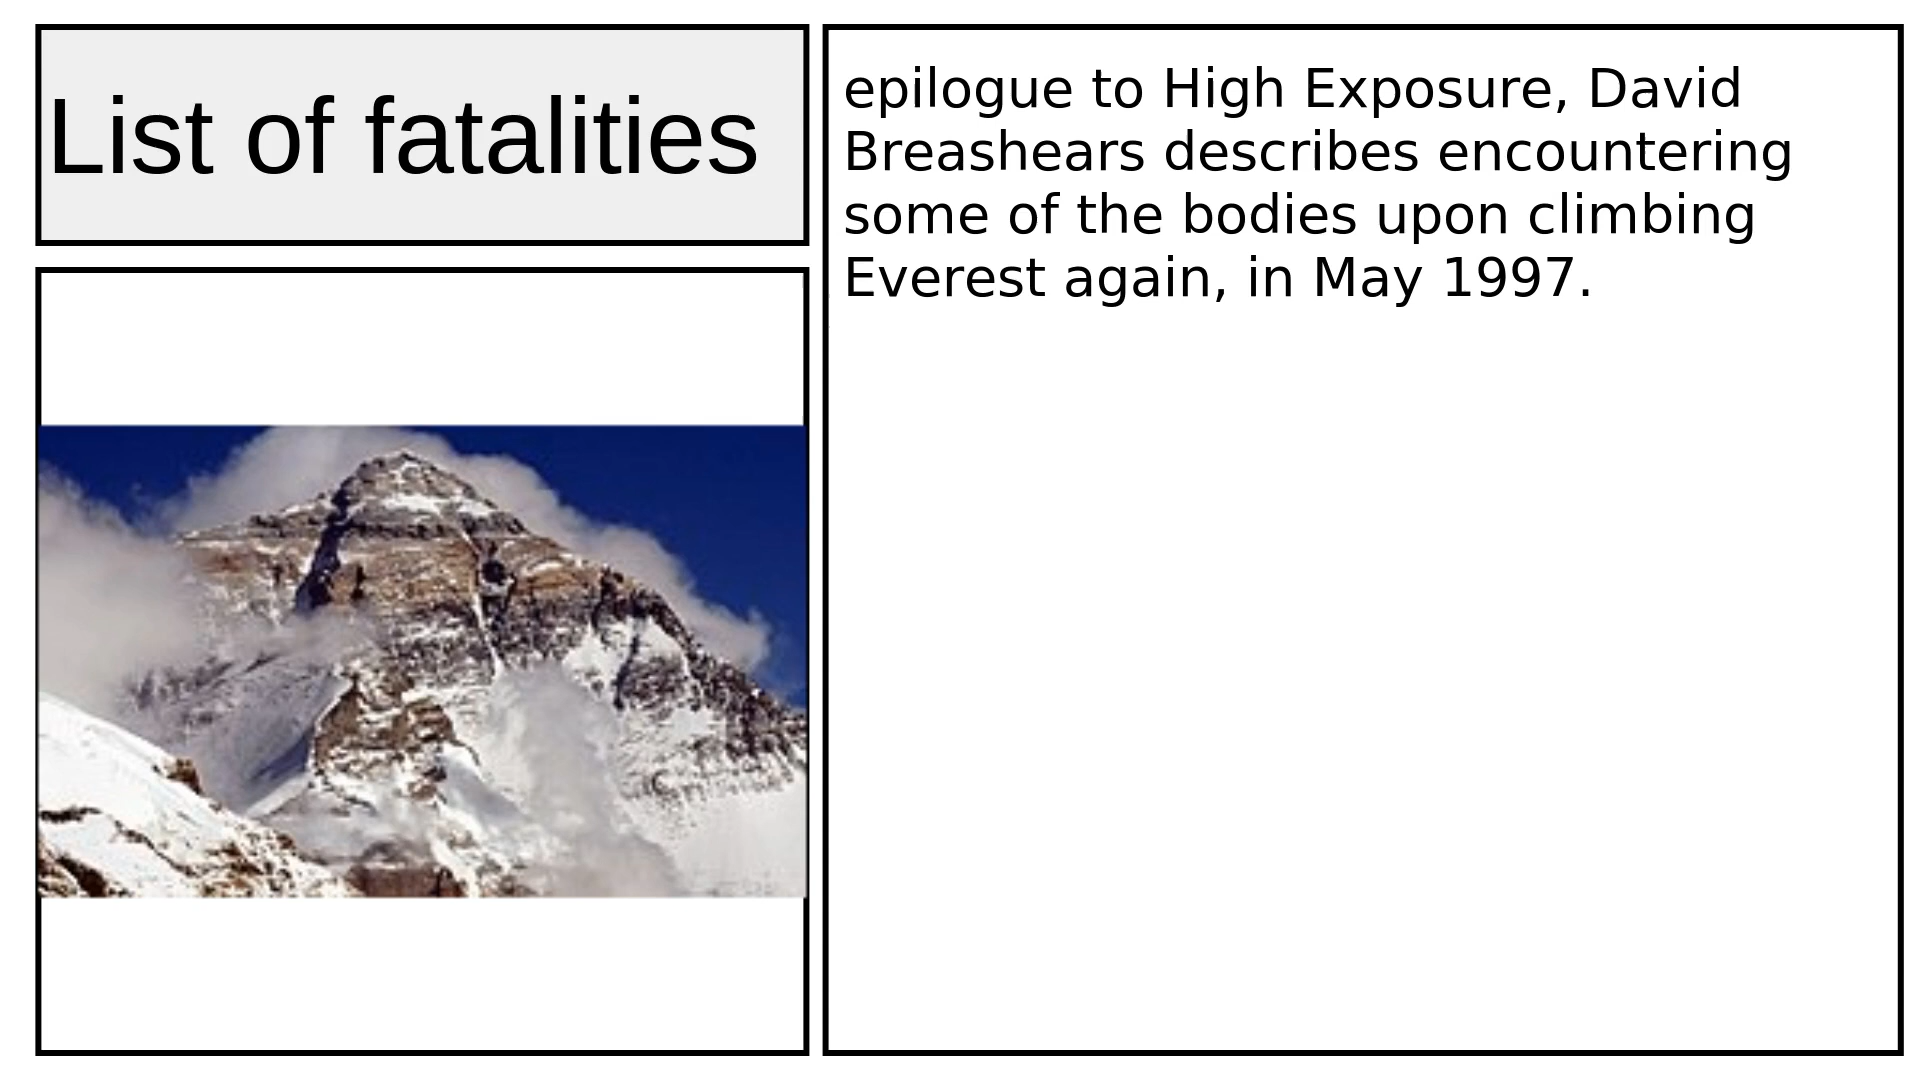 List of fatalities
epilogue to High Exposure, David
Breashears describes encountering
some of the bodies upon climbing
Everest again, in May 1997.